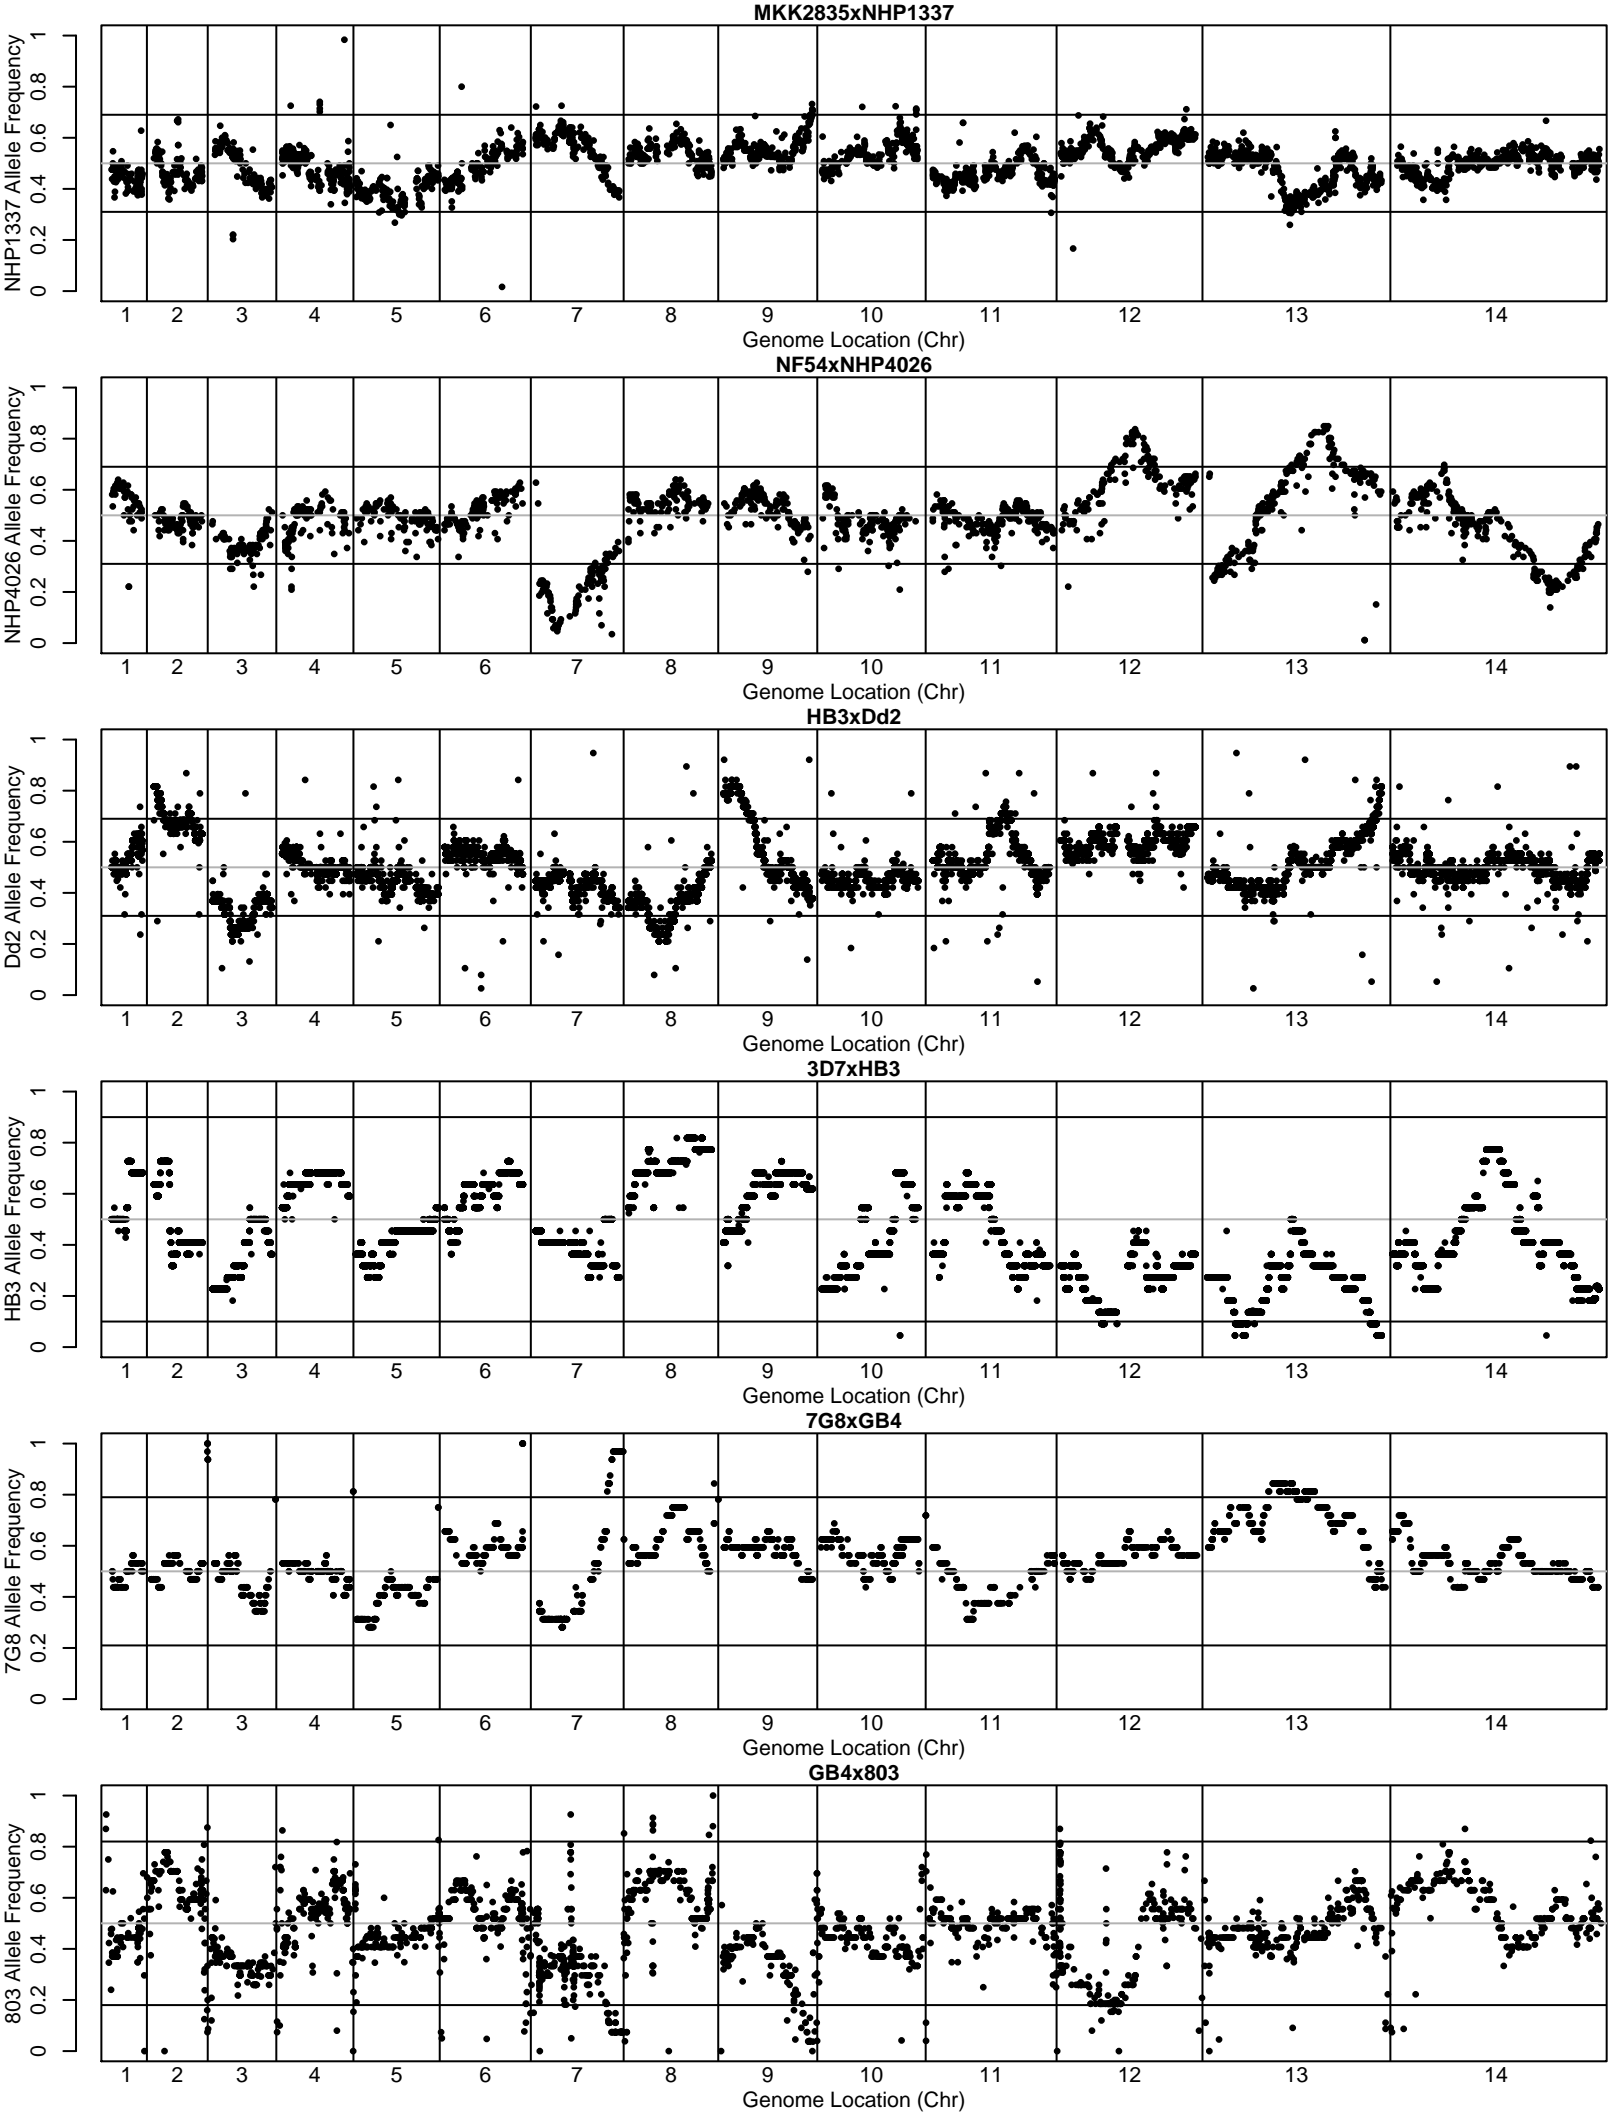 MKK2835xNHP1337
NHP1337 Allele Frequency
0 0.2 0.4 0.6 0.8 1
1 2 3 4 5 6 7 8 9 10 11 12 13 14
Genome Location (Chr)
NF54xNHP4026
NHP4026 Allele Frequency
0 0.2 0.4 0.6 0.8 1
1 2 3 4 5 6 7 8 9 10 11 12 13 14
Genome Location (Chr)
HB3xDd2
Dd2 Allele Frequency
0 0.2 0.4 0.6 0.8 1
1 2 3 4 5 6 7 8 9 10 11 12 13 14
Genome Location (Chr)
3D7xHB3
HB3 Allele Frequency
0 0.2 0.4 0.6 0.8 1
1 2 3 4 5 6 7 8 9 10 11 12 13 14
Genome Location (Chr)
7G8xGB4
7G8 Allele Frequency
0 0.2 0.4 0.6 0.8 1
1 2 3 4 5 6 7 8 9 10 11 12 13 14
Genome Location (Chr)
GB4x803
803 Allele Frequency
0 0.2 0.4 0.6 0.8 1
1 2 3 4 5 6 7 8 9 10 11 12 13 14
Genome Location (Chr)